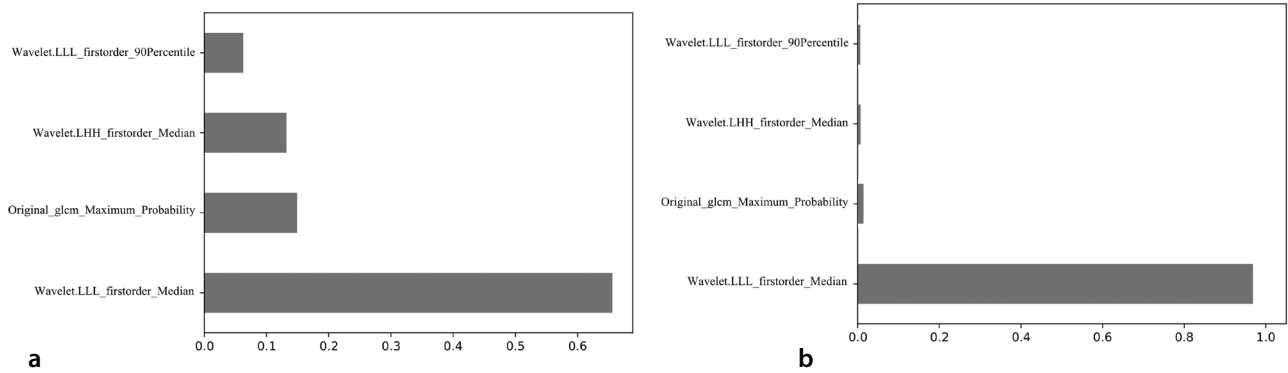 Wavelet.LLL_firstorder_90Percentile
Wavelet.LHH_firstorder_Median
Original_glcm_Maximum_Probability
Wavelet.LLL_firstorder_Median
0.0 0.1 0.2 0.3 0.4 0.5 0.6
a
Wavelet.LLL_firstorder_90Percentile
Wavelet.LHH_firstorder_Median
Original_glcm_Maximum_Probability
Wavelet.LLL_firstorder_Median
0.0 0.2 0.4 0.6 0.8 1.0
b